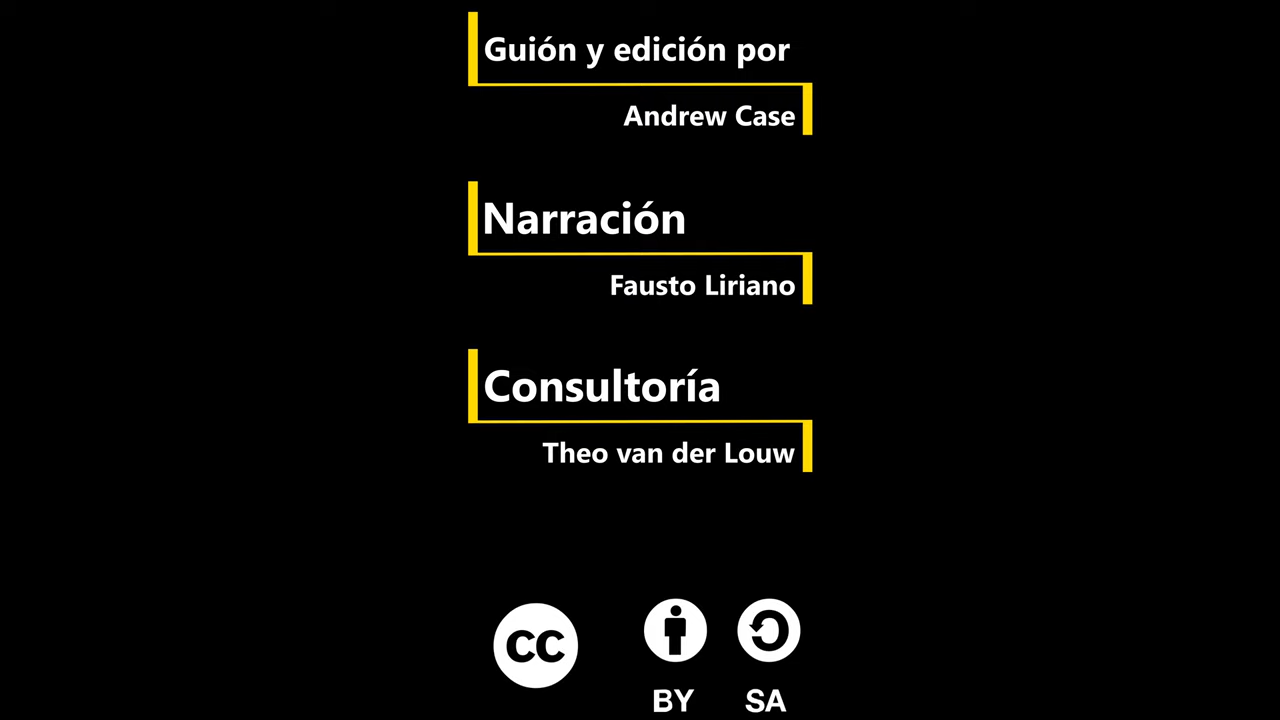 Guión y edición por
Andrew Case
Narración
Fausto Liriano
Consultoría
Theo van der Louw
cc
BY SA